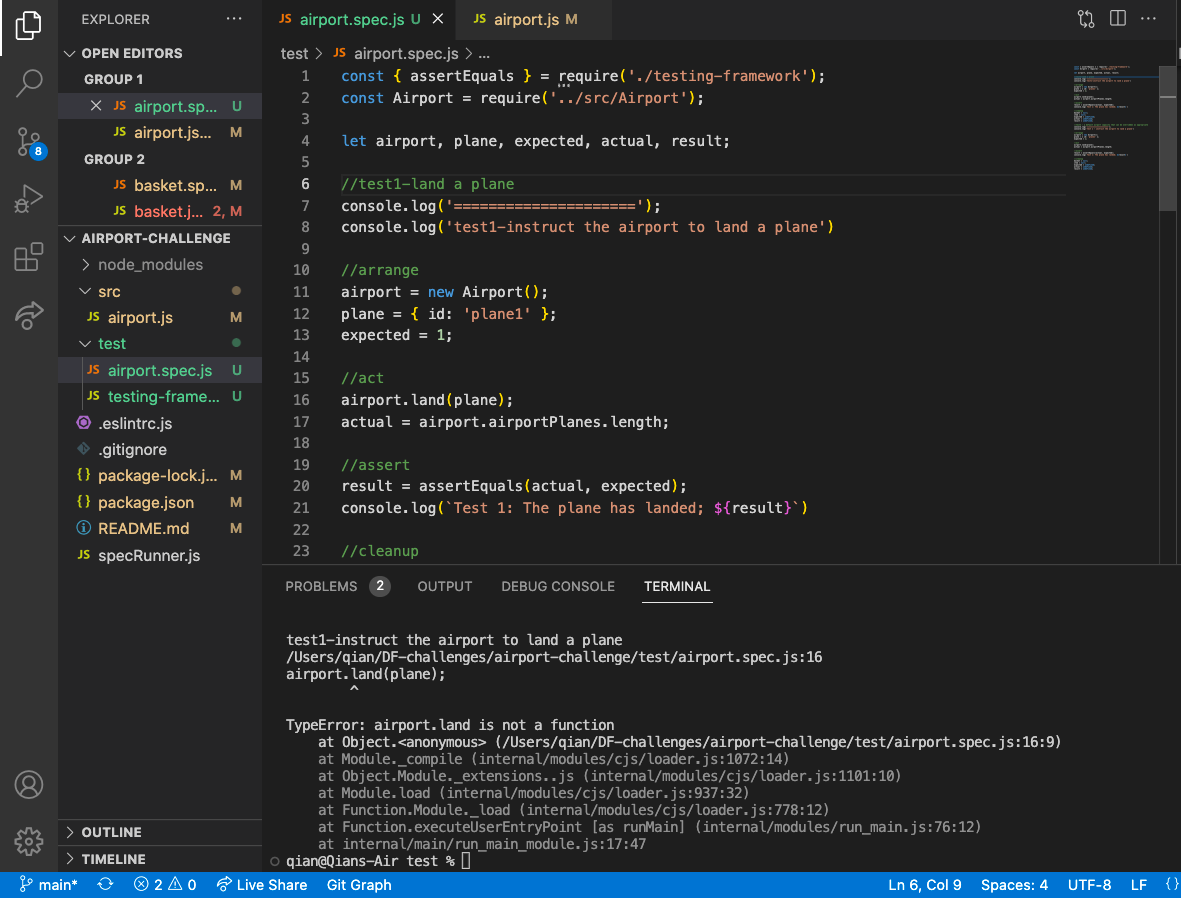 EXPLORER
···
OPEN EDITORS
GROUP 1
JS airport.sp... U
JS airport.js... M
GROUP 2
JS basket.sp... M
JS basket.j... 2, M
AIRPORT-CHALLENGE
node_modules
src
JS airport.js M
test
JS airport.spec.js U
JS testing-frame... U
.eslintrc.js
.gitignore
{} package-lock.j... M
{} package.json M
README.md M
JS specRunner.js
OUTLINE
TIMELINE
8
JS airport.spec.js U
JS airport.js M
test > JS airport.spec.js > ...
1 const { assertEquals } = require('./testing-framework');
2 const Airport = require('../src/Airport');
3
4 let airport, plane, expected, actual, result;
5
6 //test1-land a plane
7 console.log('=====================');
8 console.log('test1-instruct the airport to land a plane')
9
10 //arrange
11 airport = new Airport();
12 plane = { id: 'plane1' };
13 expected = 1;
14
15 //act
16 airport.land(plane);
17 actual = airport.airportPlanes.length;
18
19 //assert
20 result = assertEquals(actual, expected);
21 console.log(`Test 1: The plane has landed; ${result}`)
22
23 //cleanup
PROBLEMS 2 OUTPUT DEBUG CONSOLE TERMINAL
test1-instruct the airport to land a plane
/Users/qian/DF-challenges/airport-challenge/test/airport.spec.js:16
airport.land(plane);
^
TypeError: airport.land is not a function
at Object.<anonymous> (/Users/qian/DF-challenges/airport-challenge/test/airport.spec.js:16:9)
at Module._compile (internal/modules/cjs/loader.js:1072:14)
at Object.Module._extensions..js (internal/modules/cjs/loader.js:1101:10)
at Module.load (internal/modules/cjs/loader.js:937:32)
at Function.Module._load (internal/modules/cjs/loader.js:778:12)
at Function.executeUserEntryPoint [as runMain] (internal/modules/run_main.js:76:12)
at internal/main/run_main_module.js:17:47
qian@Qians-Air test %
main* 2 0 Live Share Git Graph Ln 6, Col 9 Spaces: 4 UTF-8 LF {}